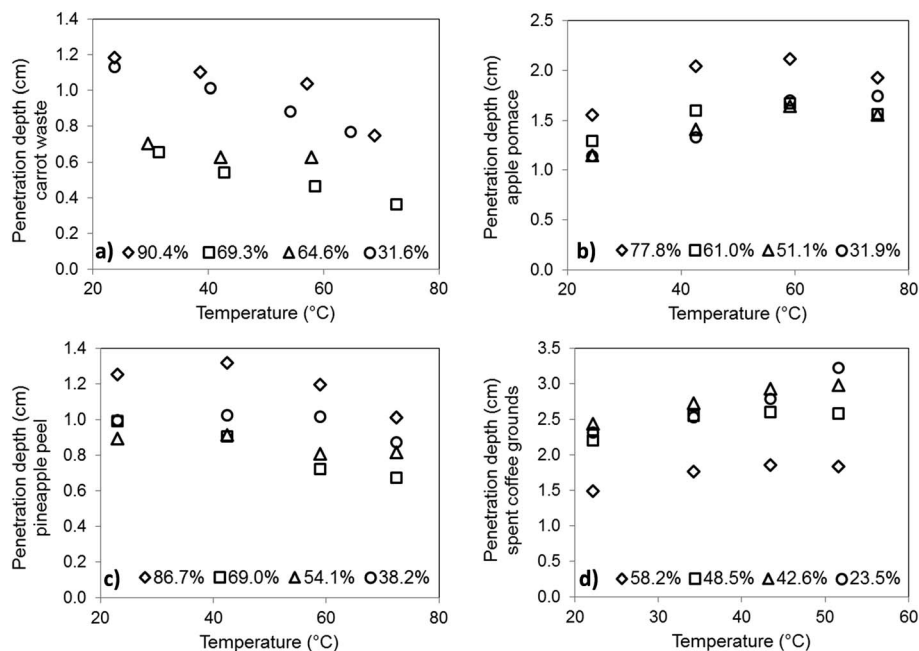 Penetration depth (cm)
carrot waste
1.4
1.2
1.0
0.8
0.6
0.4
0.2
0.0
a) 90.4% 69.3% 64.6% 31.6%
20 40 60 80
Temperature (°C)
Penetration depth (cm)
apple pomace
2.5
2.0
1.5
1.0
0.5
0.0
b) 77.8% 61.0% 51.1% 31.9%
20 40 60 80
Temperature (°C)
Penetration depth (cm)
pineapple peel
1.4
1.2
1.0
0.8
0.6
0.4
0.2
0.0
c) 86.7% 69.0% 54.1% 38.2%
20 40 60 80
Temperature (°C)
Penetration depth (cm)
spent coffee grounds
3.5
3.0
2.5
2.0
1.5
1.0
0.5
0.0
d) 58.2% 48.5% 42.6% 23.5%
20 30 40 50 60
Temperature (°C)